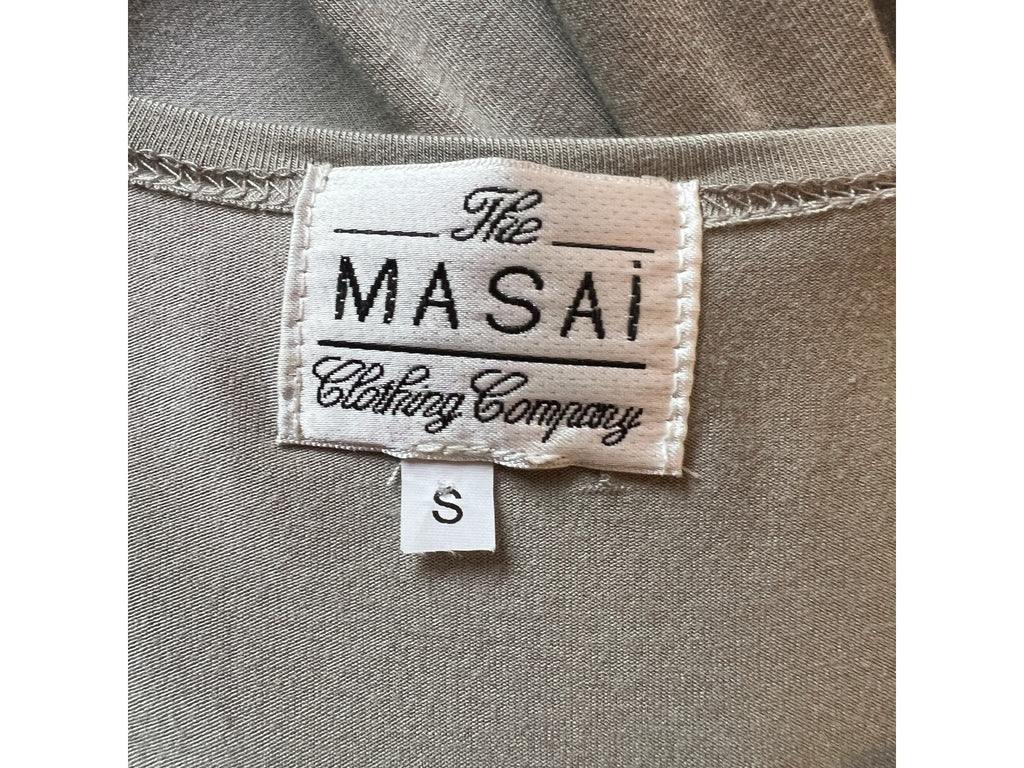 The
MASAi
Clothing Company
S